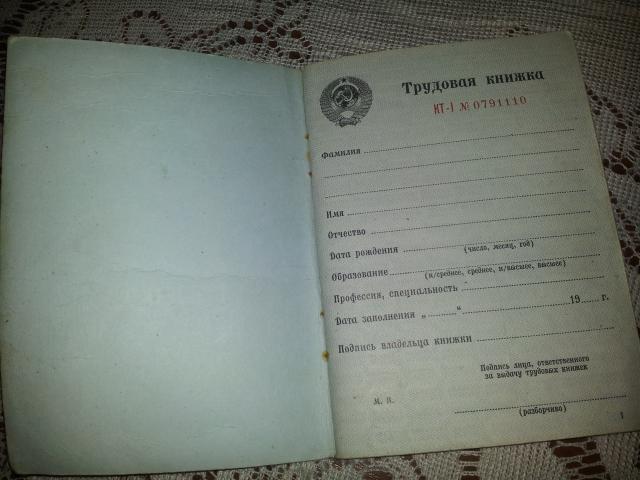 Трудовая книжка
НТ-I № 0791110
Фамилия
Имя
Отчество
Дата рождения
(число, месяц, год)
Образование
(н/среднее, среднее, н/высшее, высшее)
Профессия, специальность
Дата заполнения „ “ 19 г.
Подпись владельца книжки
Подпись лица, ответственного
за выдачу трудовых книжек
М. П.
(разборчиво)
1